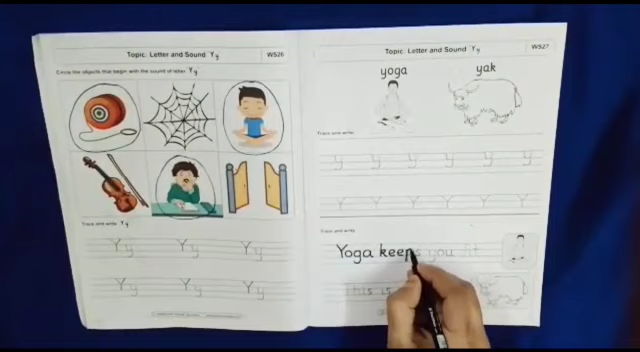 Topic: Letter and Sound Yy
WS26
Circle the objects that begin with the sound of letter Yy
Trace and write Yy
Yy Yy Yy
Yy Yy Yy
Topic: Letter and Sound Yy
WS27
yoga yak
Trace and write
y y y y y y
Y Y Y Y Y Y
Trace and write
Yoga keeps you fit
This is